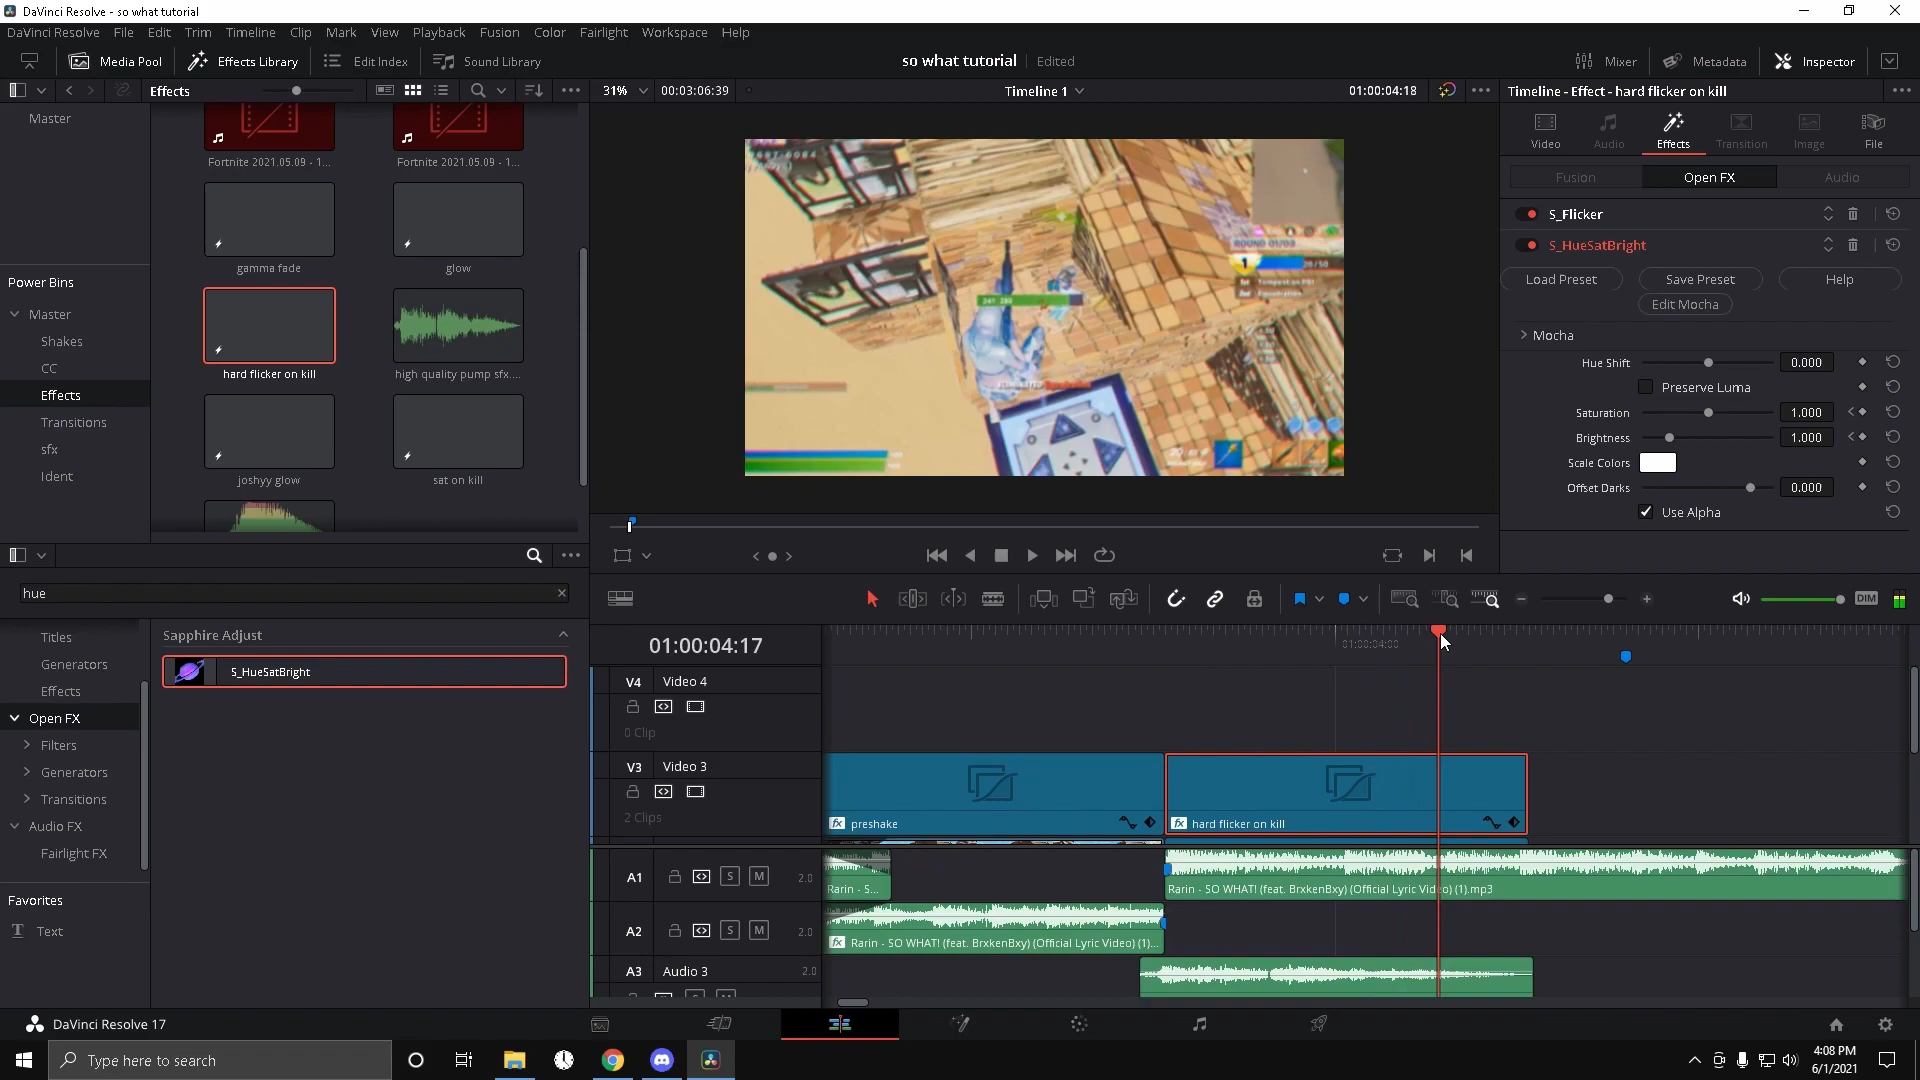 DaVinci Resolve - so what tutorial
DaVinci Resolve File Edit Trim Timeline Clip Mark View Playback Fusion Color Fairlight Workspace Help
Media Pool Effects Library Edit Index Sound Library so what tutorial Edited Mixer Metadata Inspector
Effects 31% 00:03:06:39 Timeline 1 01:00:04:18 Timeline - Effect - hard flicker on kill
Master
Fortnite 2021.05.09 - 1... Fortnite 2021.05.09 - 1...
gamma fade glow
Power Bins
Master
Shakes
CC
Effects
Transitions
sfx
Ident
hard flicker on kill high quality pump sfx....
joshyy glow sat on kill
ROUND 01/03
1
Video Audio Effects Transition Image File
Fusion Open FX Audio
S_Flicker
S_HueSatBright
Load Preset Save Preset Help
Edit Mocha
Mocha
Hue Shift 0.000
Preserve Luma
Saturation 1.000
Brightness 1.000
Scale Colors
Offset Darks 0.000
Use Alpha
hue
Titles
Generators
Effects
Open FX
Filters
Generators
Transitions
Audio FX
Fairlight FX
Favorites
T Text
Sapphire Adjust
S_HueSatBright
DIM
01:00:04:17 01:00:04:00
V4 Video 4
0 Clip
V3 Video 3
2 Clips
fx preshake fx hard flicker on kill
A1 S M 2.0
Rarin - S... Rarin - SO WHAT! (feat. BrxkenBxy) (Official Lyric Video) (1).mp3
A2 S M 2.0
fx Rarin - SO WHAT! (feat. BrxkenBxy) (Official Lyric Video) (1)...
A3 Audio 3 2.0
DaVinci Resolve 17
Type here to search
4:08 PM
6/1/2021